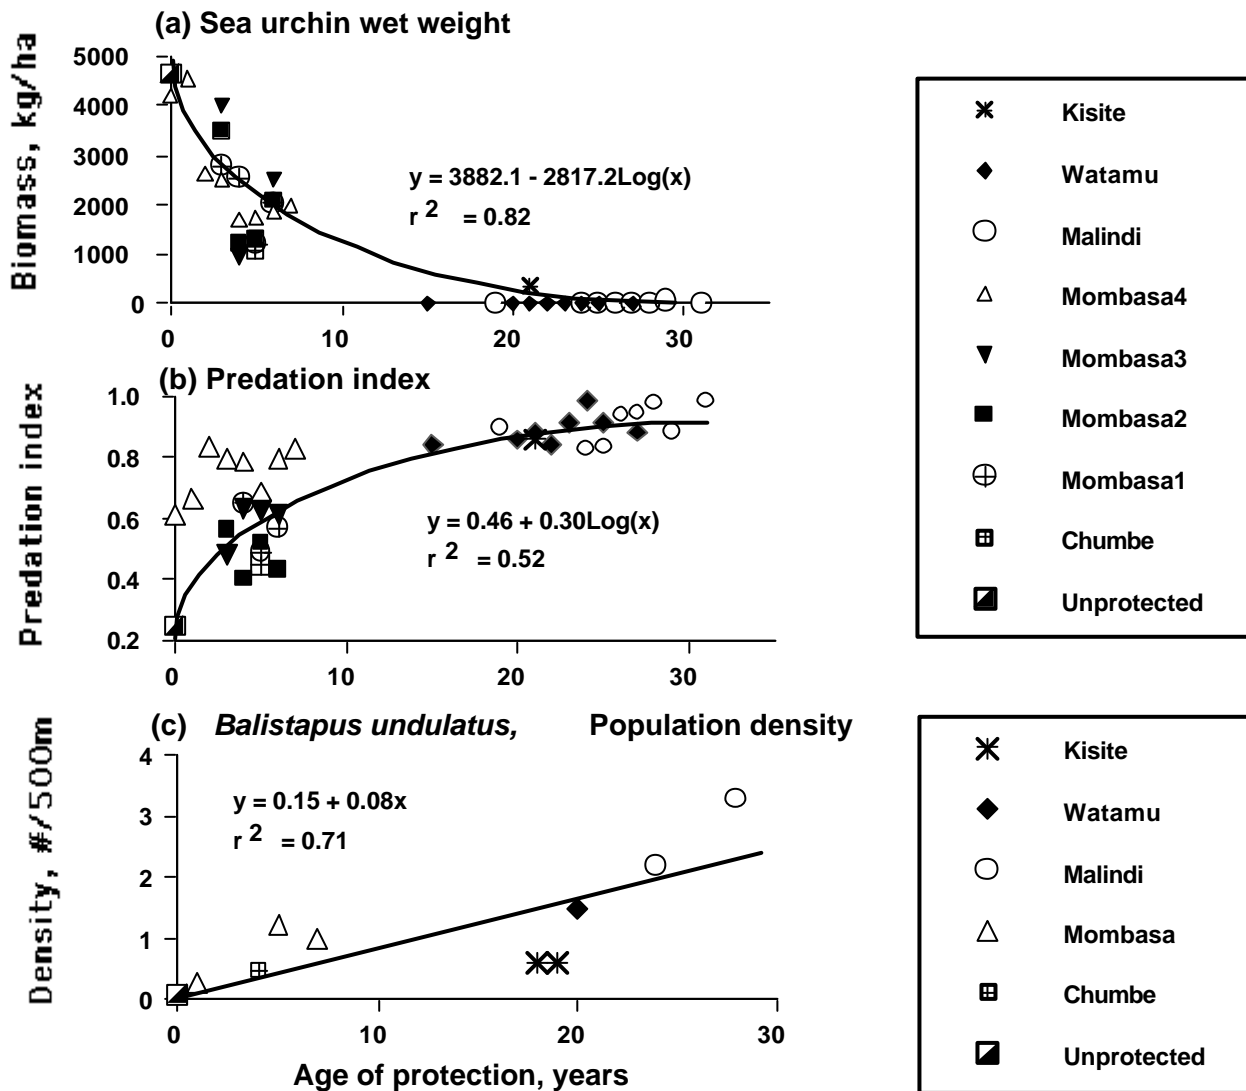 (a) Sea urchin wet weight
Biomass, kg/ha
5000
4000
3000
2000
1000
0
y = 3882.1 - 2817.2Log(x)
r 2 = 0.82
0 10 20 30
Kisite
Watamu
Malindi
Mombasa4
Mombasa3
Mombasa2
Mombasa1
Chumbe
Unprotected
(b) Predation index
Predation index
1.0
0.8
0.6
0.4
0.2
y = 0.46 + 0.30Log(x)
r 2 = 0.52
0 10 20 30
(c) Balistapus undulatus, Population density
Density, #/500m
4
3
2
1
0
y = 0.15 + 0.08x
r 2 = 0.71
0 10 20 30
Age of protection, years
Kisite
Watamu
Malindi
Mombasa
Chumbe
Unprotected